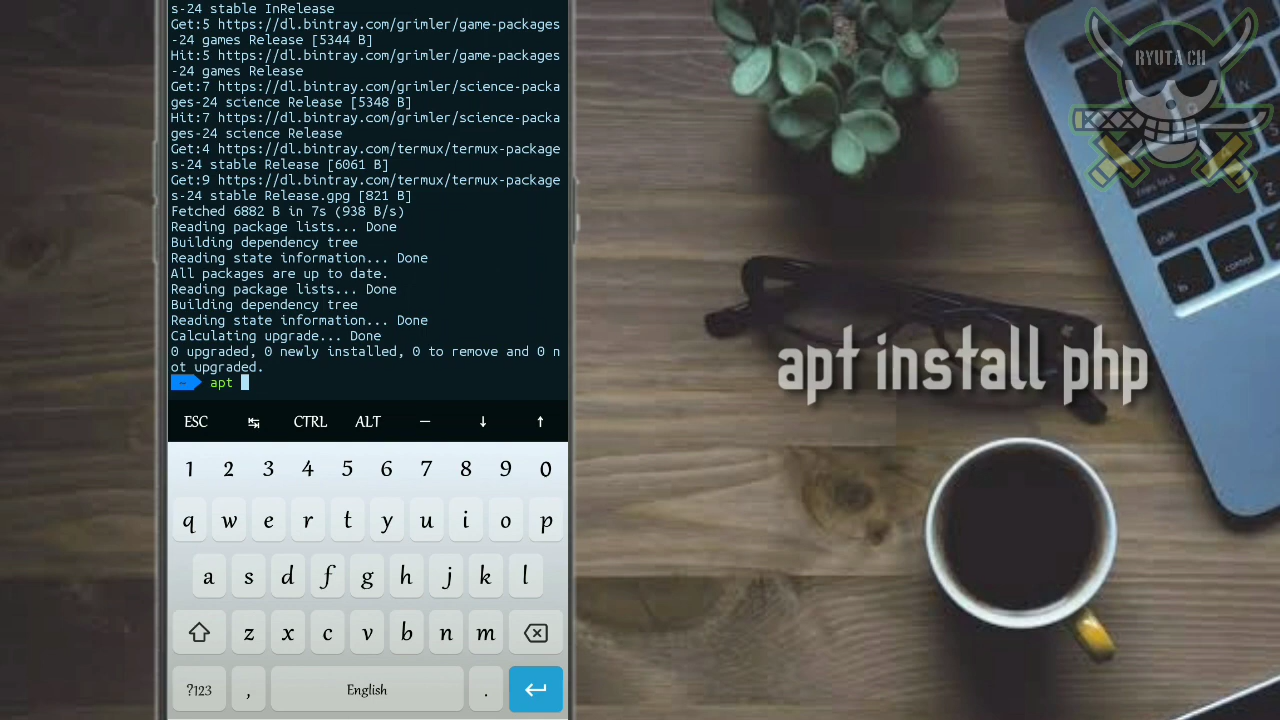 s-24 stable InRelease
Get:5 https://dl.bintray.com/grimler/game-packages
-24 games Release [5344 B]
Hit:5 https://dl.bintray.com/grimler/game-packages
-24 games Release
Get:7 https://dl.bintray.com/grimler/science-packa
ges-24 science Release [5348 B]
Hit:7 https://dl.bintray.com/grimler/science-packa
ges-24 science Release
Get:4 https://dl.bintray.com/termux/termux-package
s-24 stable Release [6061 B]
Get:9 https://dl.bintray.com/termux/termux-package
s-24 stable Release.gpg [821 B]
Fetched 6882 B in 7s (938 B/s)
Reading package lists... Done
Building dependency tree
Reading state information... Done
All packages are up to date.
Reading package lists... Done
Building dependency tree
Reading state information... Done
Calculating upgrade... Done
0 upgraded, 0 newly installed, 0 to remove and 0 n
ot upgraded.
~ apt
ESC ↹ CTRL ALT — ↓ ↑
1 2 3 4 5 6 7 8 9 0
q w e r t y u i o p
a s d f g h j k l
z x c v b n m
?123 , English .
apt install php
RYUTA CH
shift
control
fn
Z